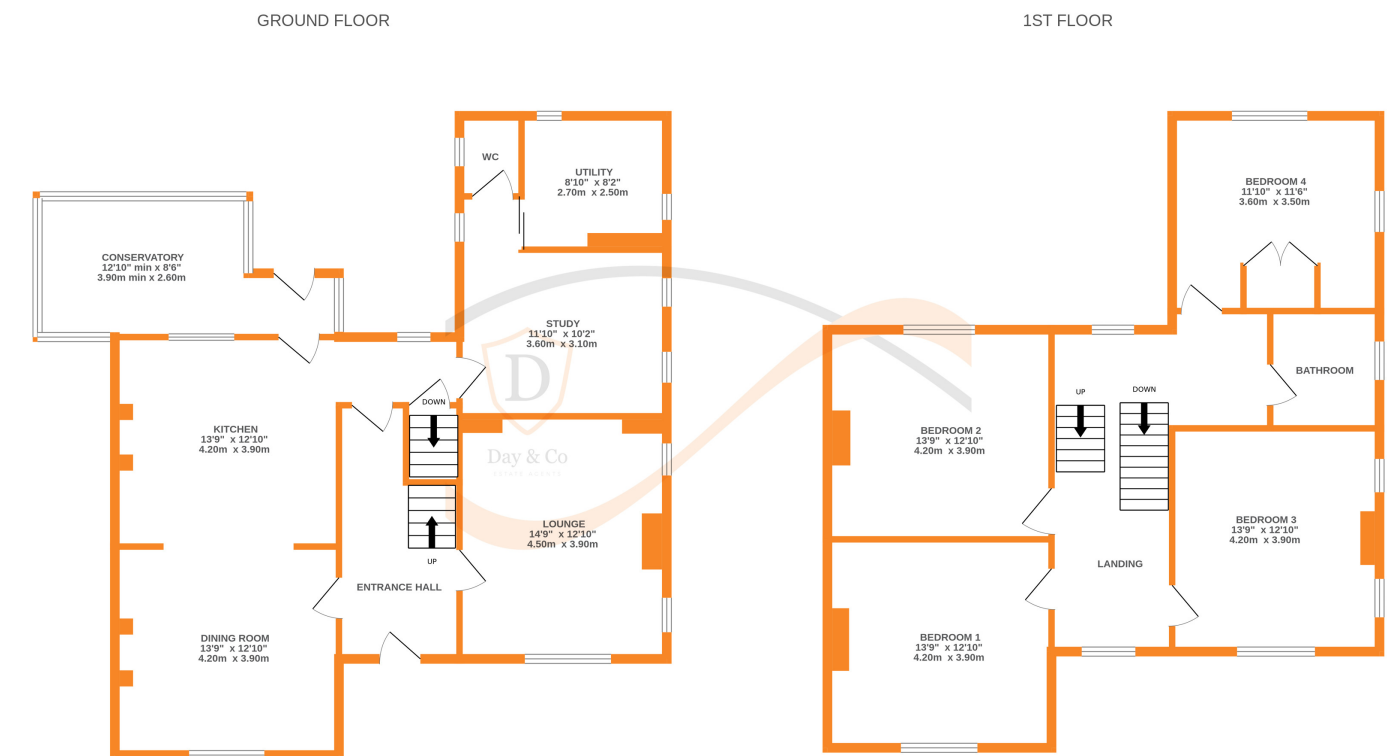 GROUND FLOOR
1ST FLOOR
WC
UTILITY
8'10" x 8'2"
2.70m x 2.50m
CONSERVATORY
12'10" min x 8'6"
3.90m min x 2.60m
STUDY
11'10" x 10'2"
3.60m x 3.10m
DOWN
KITCHEN
13'9" x 12'10"
4.20m x 3.90m
D
Day & Co
ESTATE AGENTS
LOUNGE
14'9" x 12'10"
4.50m x 3.90m
UP
ENTRANCE HALL
DINING ROOM
13'9" x 12'10"
4.20m x 3.90m
BEDROOM 4
11'10" x 11'6"
3.60m x 3.50m
BATHROOM
UP
DOWN
BEDROOM 2
13'9" x 12'10"
4.20m x 3.90m
BEDROOM 3
13'9" x 12'10"
4.20m x 3.90m
LANDING
BEDROOM 1
13'9" x 12'10"
4.20m x 3.90m